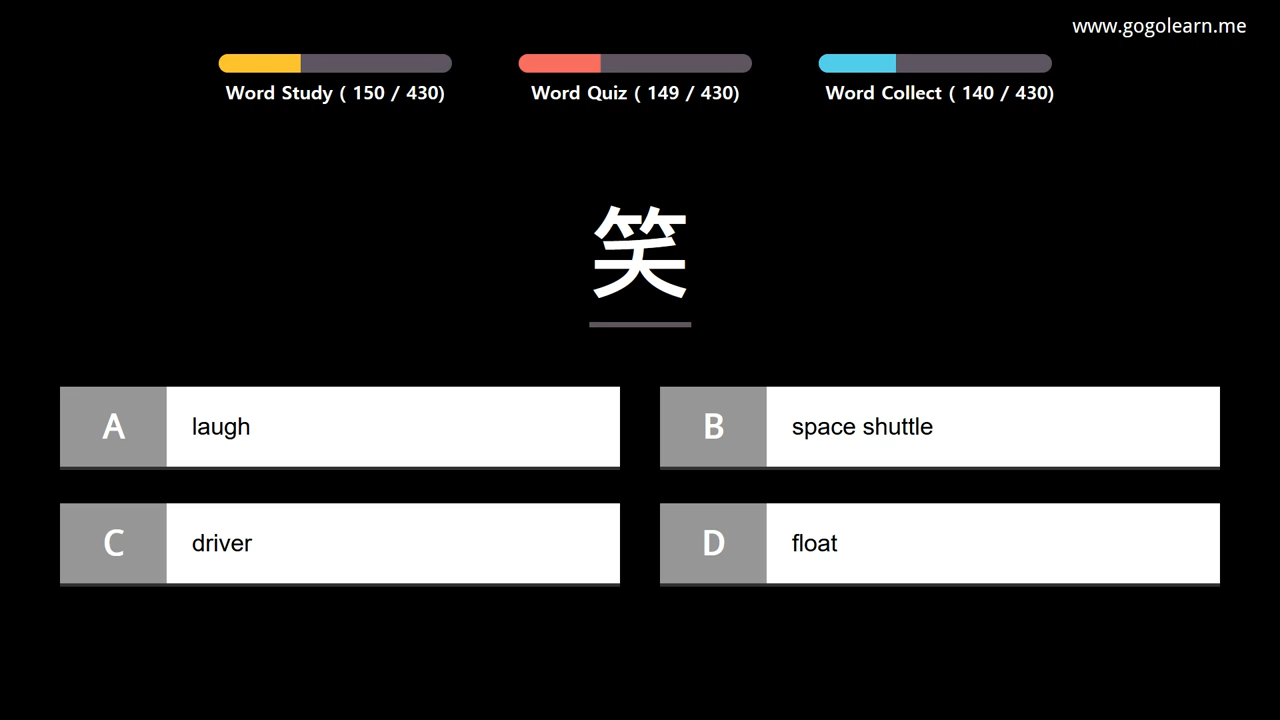 www.gogolearn.me
Word Study ( 150 / 430)
Word Quiz ( 149 / 430)
Word Collect ( 140 / 430)
笑
A laugh
B space shuttle
C driver
D float